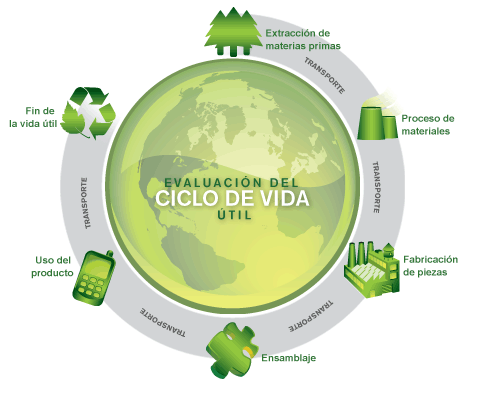 Extracción de
materias primas
TRANSPORTE
Proceso de
materiales
TRANSPORTE
Fabricación
de piezas
TRANSPORTE
Ensamblaje
TRANSPORTE
Uso del
producto
TRANSPORTE
Fin de
la vida útil
EVALUACIÓN DEL
CICLO DE VIDA
ÚTIL